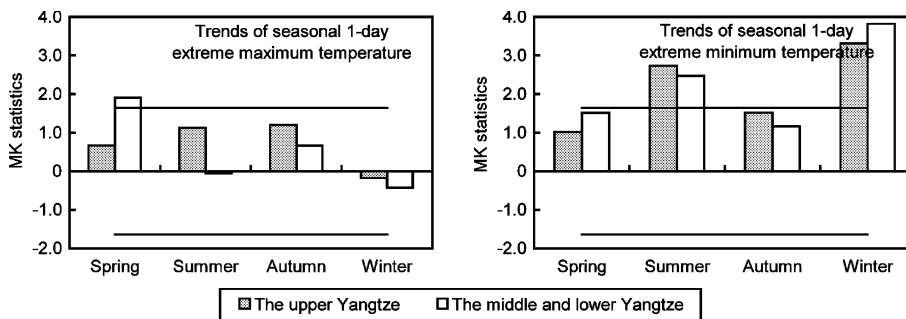 Trends of seasonal 1-day
extreme maximum temperature
MK statistics
4.0
3.0
2.0
1.0
0
-1.0
-2.0
Spring Summer Autumn Winter
Trends of seasonal 1-day
extreme minimum temperature
MK statistics
4.0
3.0
2.0
1.0
0
-1.0
-2.0
Spring Summer Autumn Winter
The upper Yangtze The middle and lower Yangtze